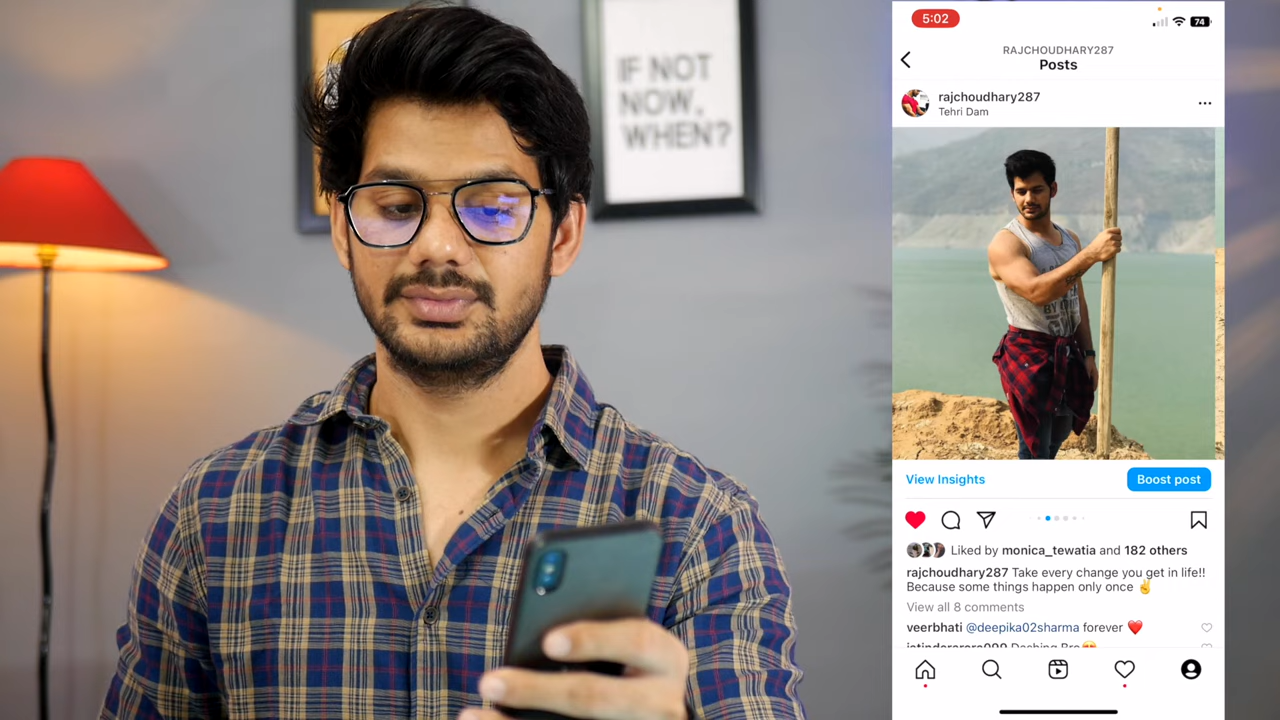 IF NOT
NOW,
WHEN?
5:02
74
RAJCHOUDHARY287
Posts
rajchoudhary287
Tehri Dam
BY
View Insights
Boost post
Liked by monica_tewatia and 182 others
rajchoudhary287 Take every change you get in life!!
Because some things happen only once ✌
View all 8 comments
veerbhati @deepika02sharma forever ❤️